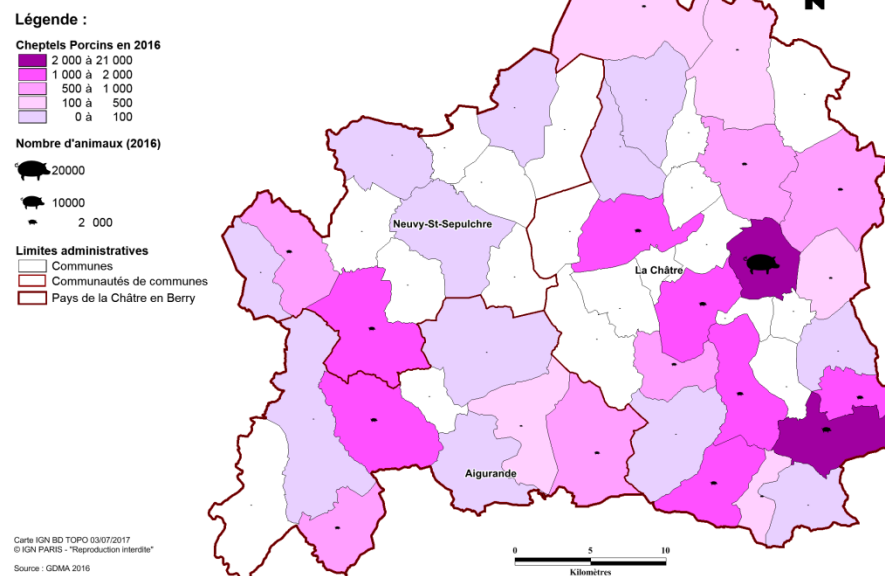 N
Légende :
Cheptels Porcins en 2016
2 000 à 21 000
1 000 à 2 000
500 à 1 000
100 à 500
0 à 100
Nombre d'animaux (2016)
20000
10000
2 000
Limites administratives
Communes
Communautés de communes
Pays de la Châtre en Berry
Neuvy-St-Sepulchre
La Châtre
Aigurande
Carte IGN BD TOPO 03/07/2017
© IGN PARIS - "Reproduction interdite"
Source : GDMA 2016
0 5 10
Kilomètres